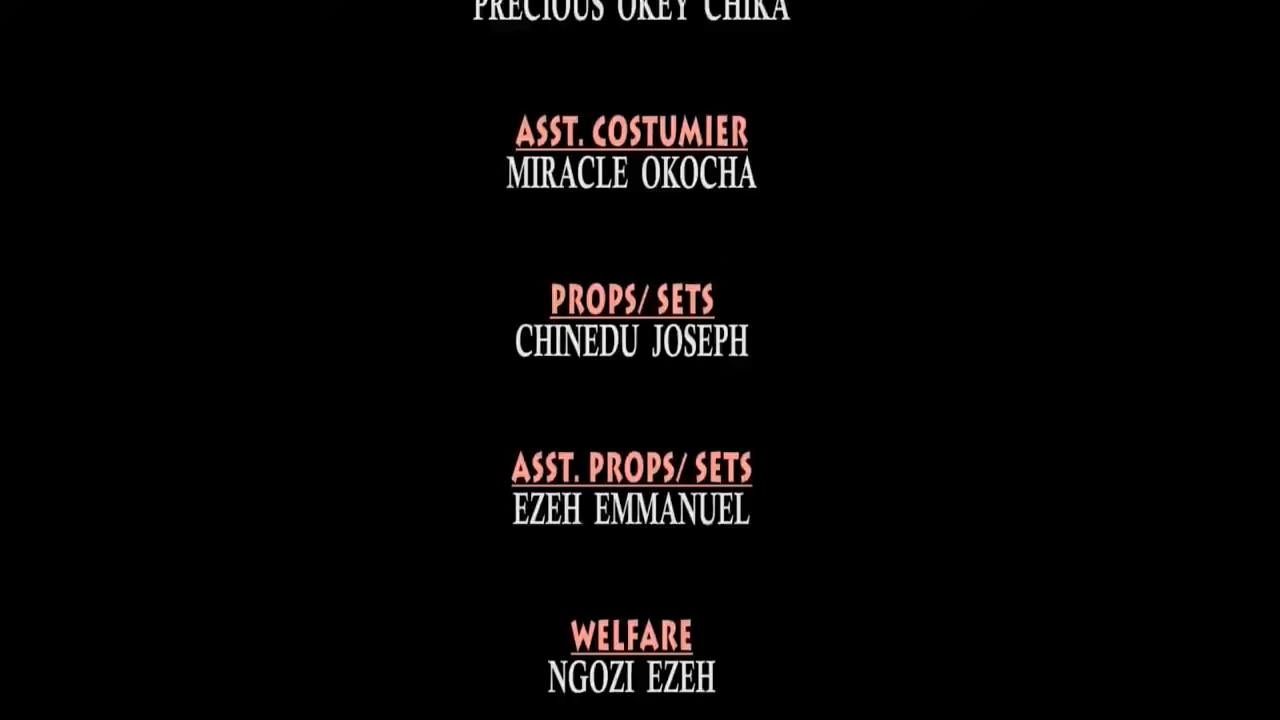 PRECIOUS OKEY CHIKA
ASST. COSTUMIER
MIRACLE OKOCHA
PROPS/ SETS
CHINEDU JOSEPH
ASST. PROPS/ SETS
EZEH EMMANUEL
WELFARE
NGOZI EZEH